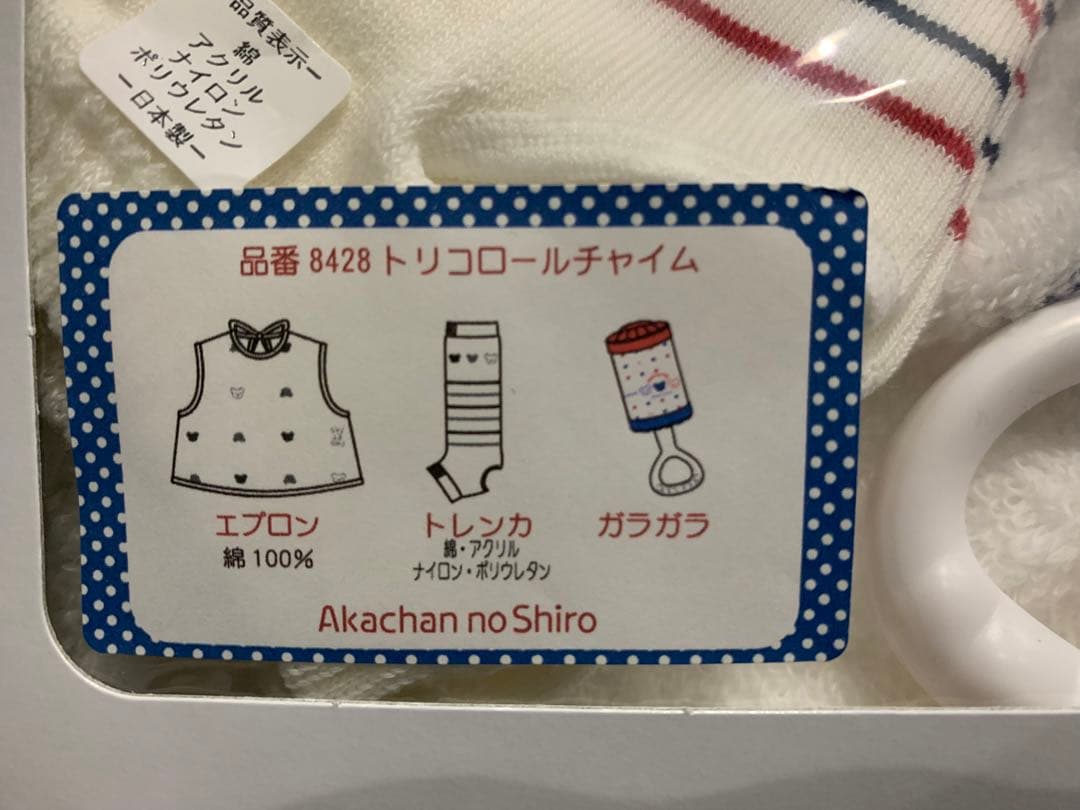 品質表示
綿
アクリル
ナイロン
ポリウレタン
ー日本製ー
品番 8428 トリコロールチャイム
エプロン
綿 100%
トレンカ
綿・アクリル
ナイロン・ポリウレタン
ガラガラ
Akachan no Shiro